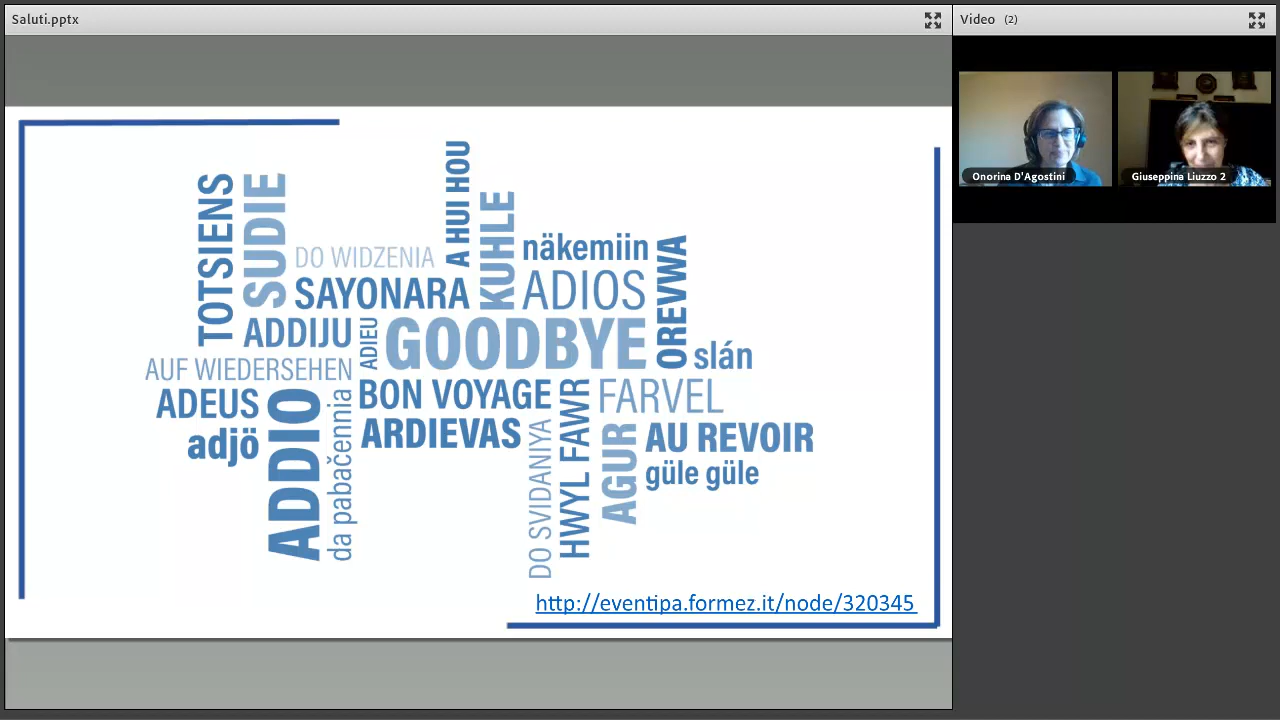 Saluti.pptx
Video (2)
Onorina D'Agostini
Giuseppina Liuzzo 2
TOTSIENS
SUDIE
DO WIDZENIA
A HUI HOU
KUHLE
näkemiin
SAYONARA
ADIOS
OREVWA
ADDIJU
ADIEU
GOODBYE
slán
AUF WIEDERSEHEN
BON VOYAGE
FARVEL
ADEUS
ADDIO
da pabačennia
ARDIEVAS
DO SVIDANIYA
HWYL FAWR
AGUR
AU REVOIR
adjö
güle güle
http://eventipa.formez.it/node/320345